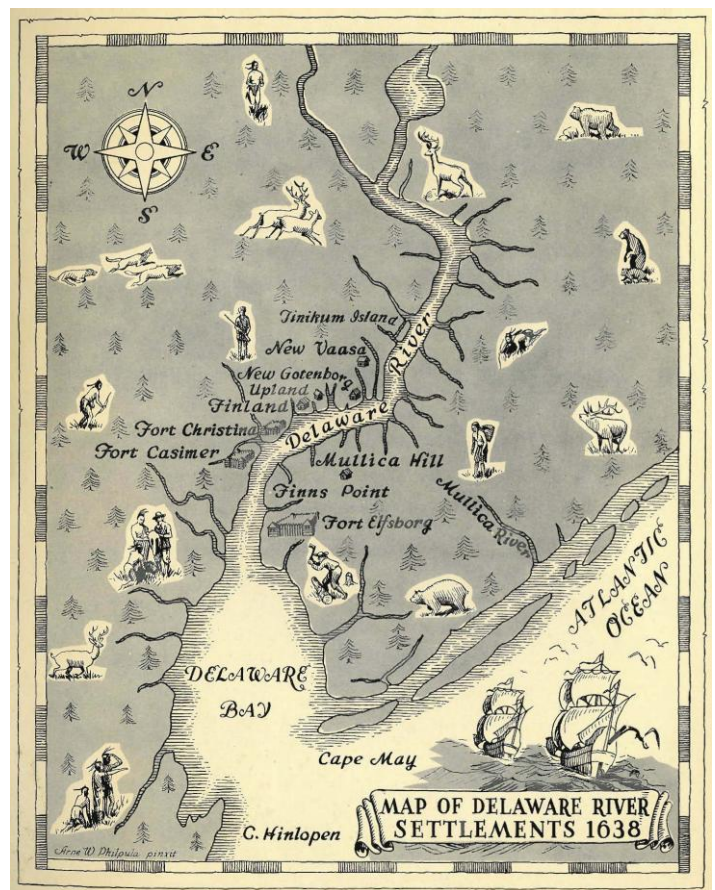 N
W E
S
Tinikum Island
New Vaasa
New Gotenborg
Upland
Finland
Fort Christina
Fort Casimer
Delaware River
Mullica Hill
Finns Point
Fort Elfsborg
Mullica River
ATLANTIC
OCEAN
DELAWARE
BAY
Cape May
C. Hinlopen
MAP OF DELAWARE RIVER
SETTLEMENTS 1638
Arne W. Philpula pinxit